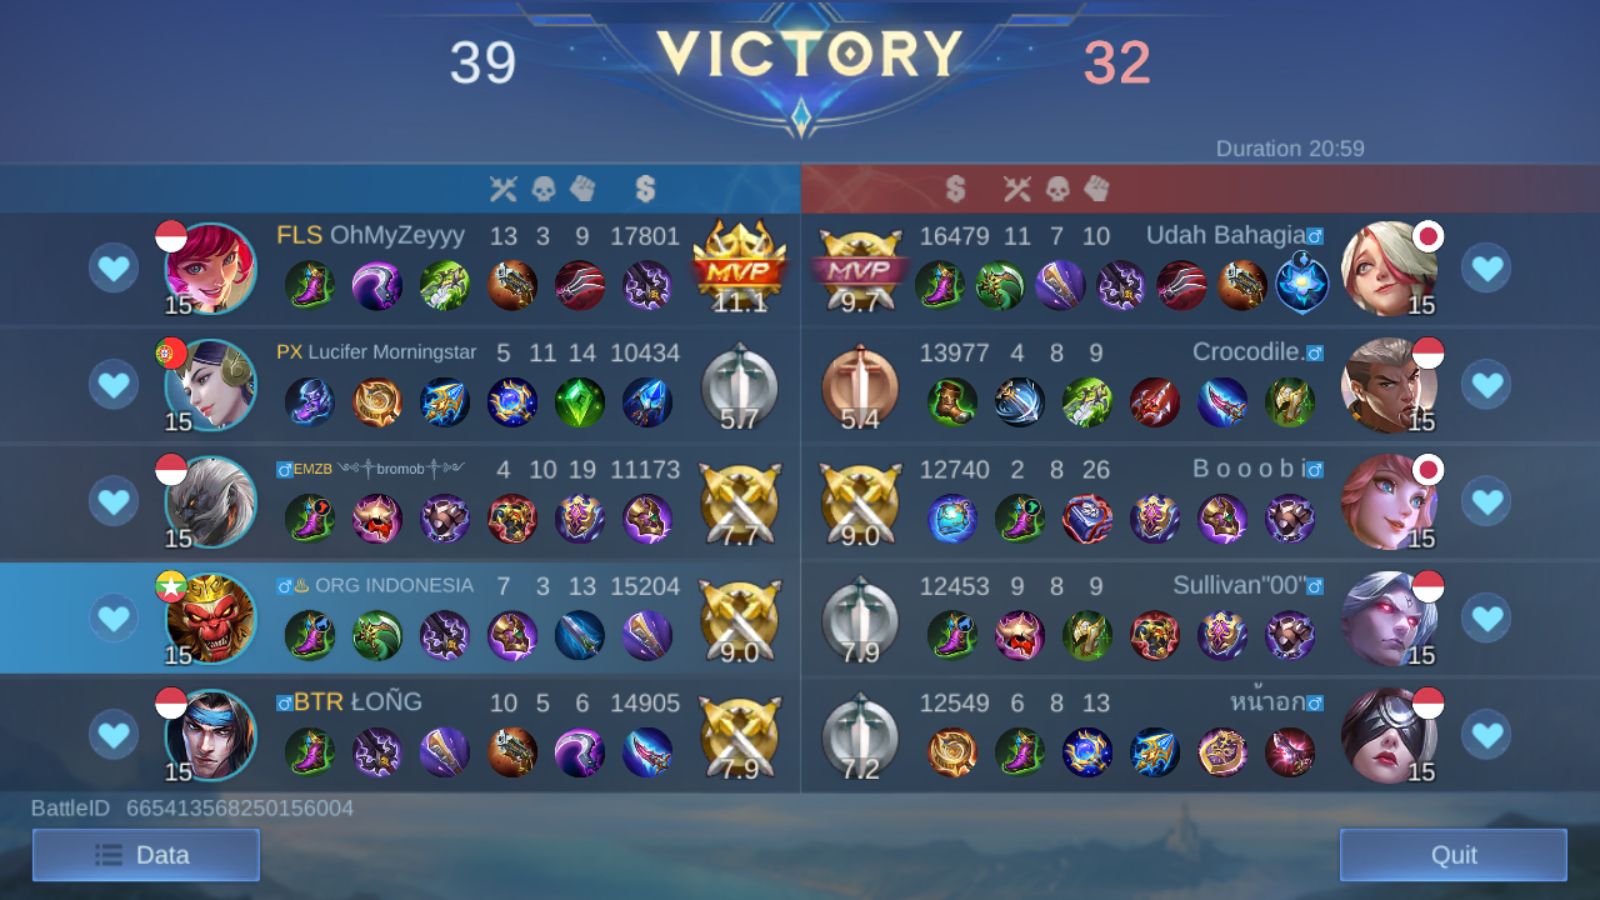 39 VICTORY 32
Duration 20:59
FLS OhMyZeyyy 13 3 9 17801
15
MVP
11.1
16479 11 7 10 Udah Bahagia
MVP
9.7
15
PX Lucifer Morningstar 5 11 14 10434
15
5.7
13977 4 8 9 Crocodile.
5.4
15
EMZB ༺༒bromob༒༻ 4 10 19 11173
15
7.7
12740 2 8 26 B o o o b i
9.0
15
ORG INDONESIA 7 3 13 15204
15
9.0
12453 9 8 9 Sullivan"00"
7.9
15
BTR ŁOÑG 10 5 6 14905
15
7.9
12549 6 8 13 หน้าอก
7.2
15
BattleID 665413568250156004
Data
Quit